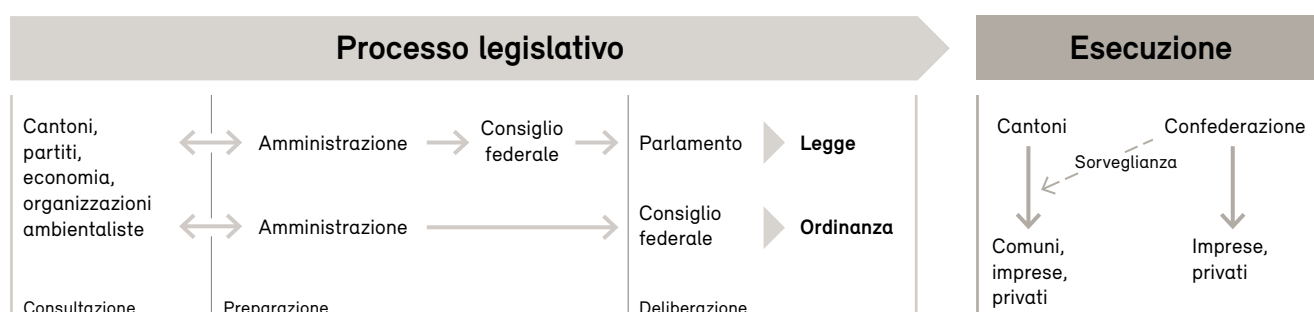 Processo legislativo
Esecuzione
Cantoni,
partiti,
economia,
organizzazioni
ambientaliste
Amministrazione
Consiglio
federale
Parlamento
Legge
Amministrazione
Consiglio
federale
Ordinanza
Consultazione
Preparazione
Deliberazione
Cantoni
Confederazione
Sorveglianza
Comuni,
imprese,
privati
Imprese,
privati